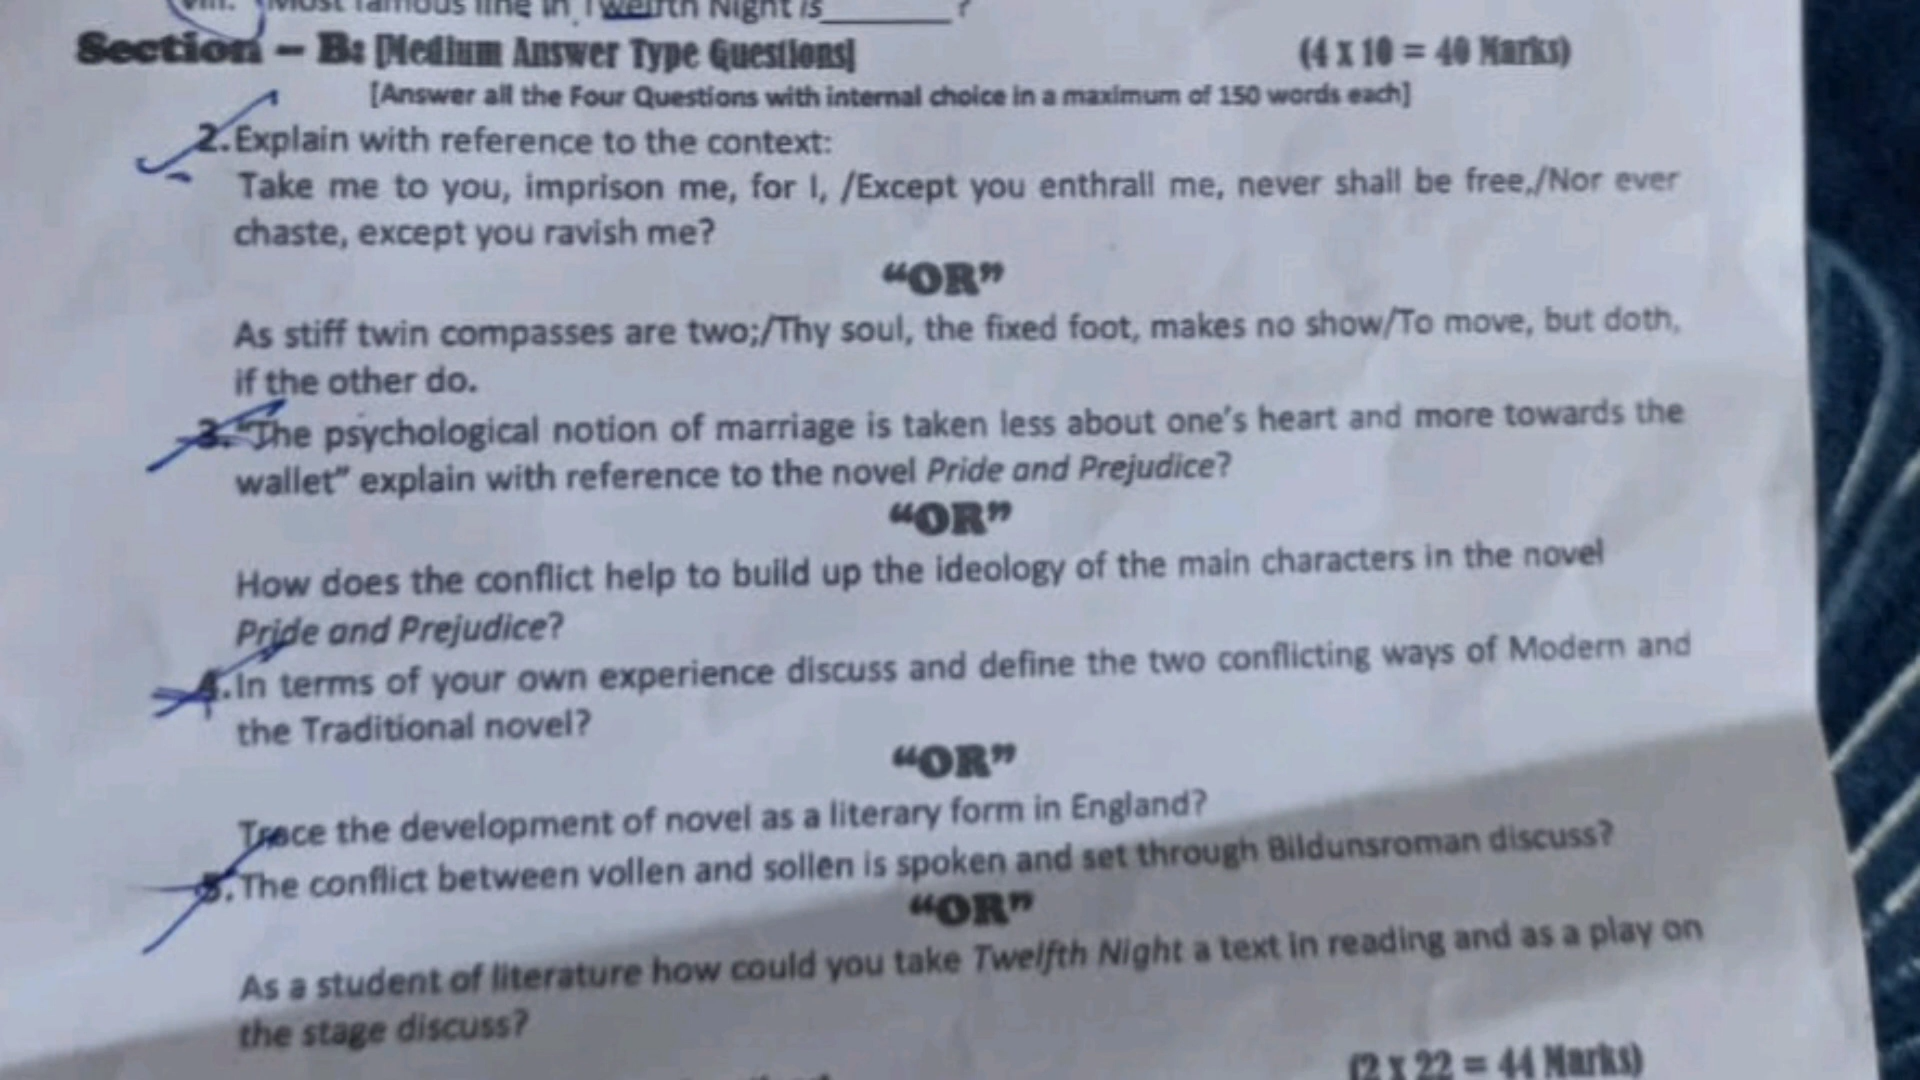 viii. Most famous line in Twelfth Night is________?
Section – B: [Medium Answer Type Questions] (4 x 10 = 40 Marks)
[Answer all the Four Questions with internal choice in a maximum of 150 words each]
2. Explain with reference to the context:
Take me to you, imprison me, for I, /Except you enthrall me, never shall be free,/Nor ever
chaste, except you ravish me?
“OR”
As stiff twin compasses are two;/Thy soul, the fixed foot, makes no show/To move, but doth,
if the other do.
3. “The psychological notion of marriage is taken less about one’s heart and more towards the
wallet” explain with reference to the novel Pride and Prejudice?
“OR”
How does the conflict help to build up the ideology of the main characters in the novel
Pride and Prejudice?
4. In terms of your own experience discuss and define the two conflicting ways of Modern and
the Traditional novel?
“OR”
Trace the development of novel as a literary form in England?
5. The conflict between vollen and sollen is spoken and set through Bildunsroman discuss?
“OR”
As a student of literature how could you take Twelfth Night a text in reading and as a play on
the stage discuss?
(2 x 22 = 44 Marks)